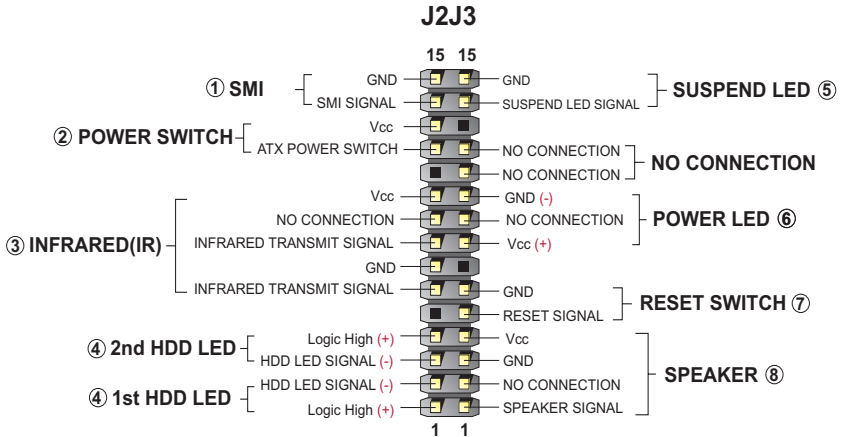 J2J3
15 15
① SMI
GND
SMI SIGNAL
② POWER SWITCH
Vcc
ATX POWER SWITCH
③ INFRARED(IR)
Vcc
NO CONNECTION
INFRARED TRANSMIT SIGNAL
GND
INFRARED TRANSMIT SIGNAL
④ 2nd HDD LED
Logic High (+)
HDD LED SIGNAL (-)
④ 1st HDD LED
HDD LED SIGNAL (-)
Logic High (+)
GND
SUSPEND LED SIGNAL
SUSPEND LED ⑤
NO CONNECTION
NO CONNECTION
NO CONNECTION
GND (-)
NO CONNECTION
Vcc (+)
POWER LED ⑥
GND
RESET SIGNAL
RESET SWITCH ⑦
Vcc
GND
NO CONNECTION
SPEAKER SIGNAL
SPEAKER ⑧
1 1